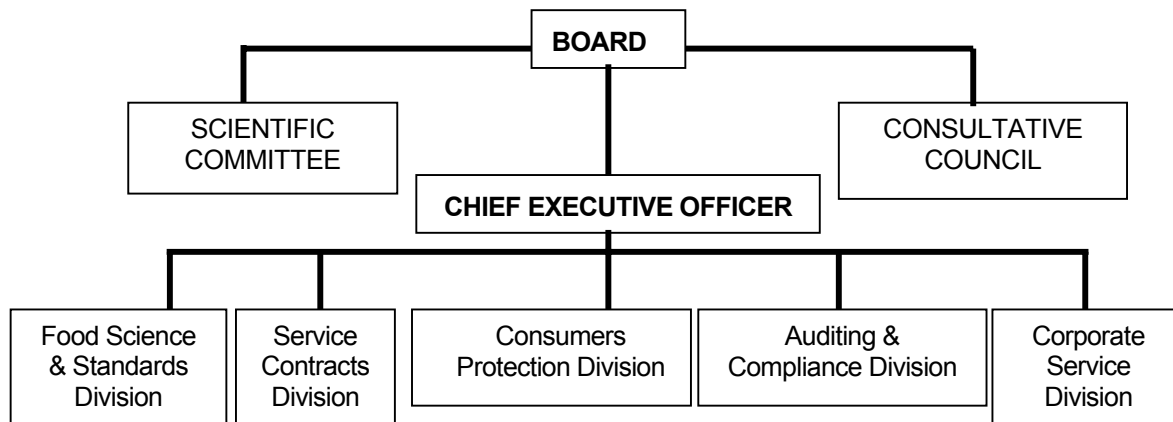 BOARD
SCIENTIFIC
COMMITTEE
CONSULTATIVE
COUNCIL
CHIEF EXECUTIVE OFFICER
Food Science
& Standards
Division
Service
Contracts
Division
Consumers
Protection Division
Auditing &
Compliance Division
Corporate
Service
Division